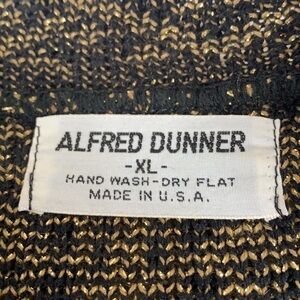 ALFRED DUNNER
-XL-
HAND WASH-DRY FLAT
MADE IN U.S.A.